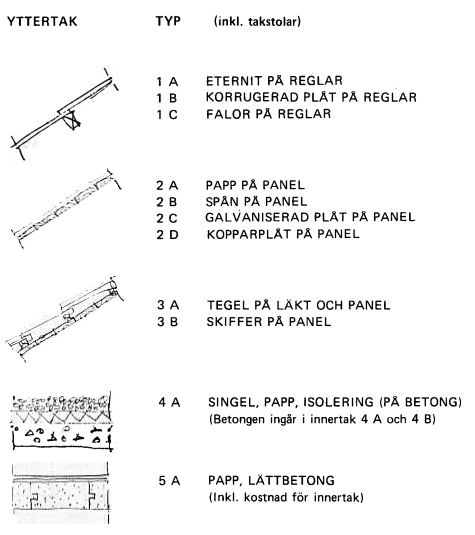 YTTERTAK TYP (inkl. takstolar)
1 A ETERNIT PÅ REGLAR
1 B KORRUGERAD PLÅT PÅ REGLAR
1 C FALOR PÅ REGLAR
2 A PAPP PÅ PANEL
2 B SPÅN PÅ PANEL
2 C GALVANISERAD PLÅT PÅ PANEL
2 D KOPPARPLÅT PÅ PANEL
3 A TEGEL PÅ LÄKT OCH PANEL
3 B SKIFFER PÅ PANEL
4 A SINGEL, PAPP, ISOLERING (PÅ BETONG)
(Betongen ingår i innertak 4 A och 4 B)
5 A PAPP, LÄTTBETONG
(Inkl. kostnad för innertak)